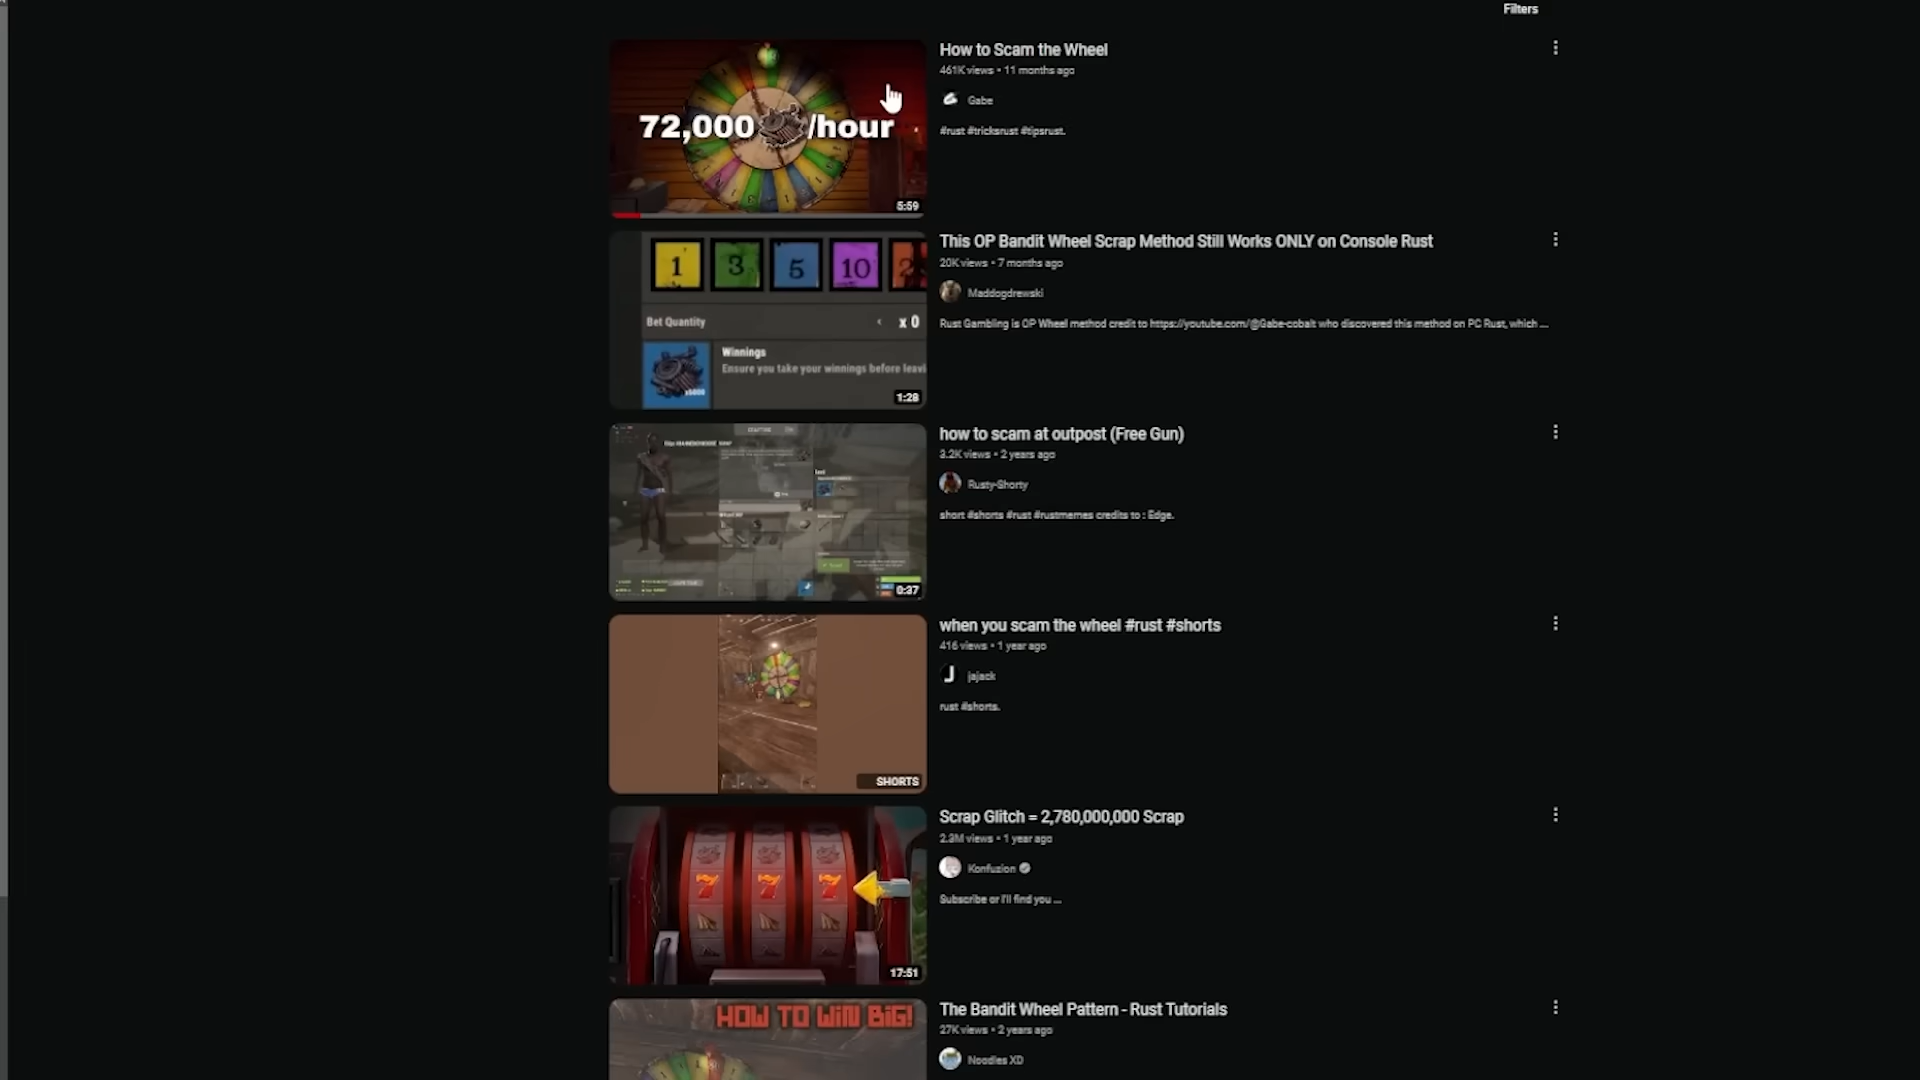 Filters
How to Scam the Wheel
461K views • 11 months ago
Gabe
#rust #tricksrust #tipsrust.
72,000 /hour
5:59
This OP Bandit Wheel Scrap Method Still Works ONLY on Console Rust
20K views • 7 months ago
Maddogdrewski
Rust Gambling is OP Wheel method credit to https://youtube.com/@Gabe-cobalt who discovered this method on PC Rust, which ...
1 3 5 10 2
Bet Quantity < x 0
Winnings
Ensure you take your winnings before leavi
1:28
how to scam at outpost (Free Gun)
3.2K views • 2 years ago
Rusty-Shorty
short #shorts #rust #rustmemes credits to : Edge.
0:37
when you scam the wheel #rust #shorts
416 views • 1 year ago
J jajack
rust #shorts.
SHORTS
Scrap Glitch = 2,780,000,000 Scrap
2.3M views • 1 year ago
Konfuzion
Subscribe or I'll find you ...
7 7 7
17:51
The Bandit Wheel Pattern - Rust Tutorials
27K views • 2 years ago
Noodles XD
HOW TO WIN BIG!